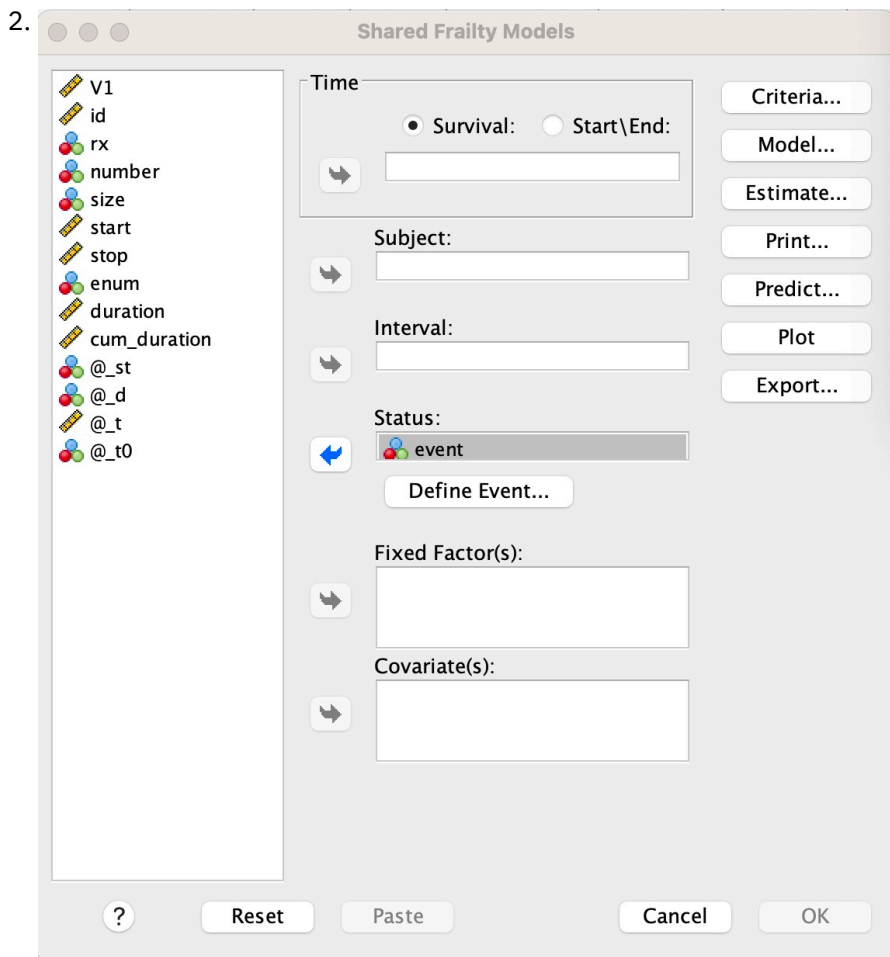 2.
Shared Frailty Models
V1
id
rx
number
size
start
stop
enum
duration
cum_duration
@_st
@_d
@_t
@_t0
Time
Survival:
Start\End:
Subject:
Interval:
Status:
event
Define Event...
Fixed Factor(s):
Covariate(s):
Criteria...
Model...
Estimate...
Print...
Predict...
Plot
Export...
?
Reset
Paste
Cancel
OK